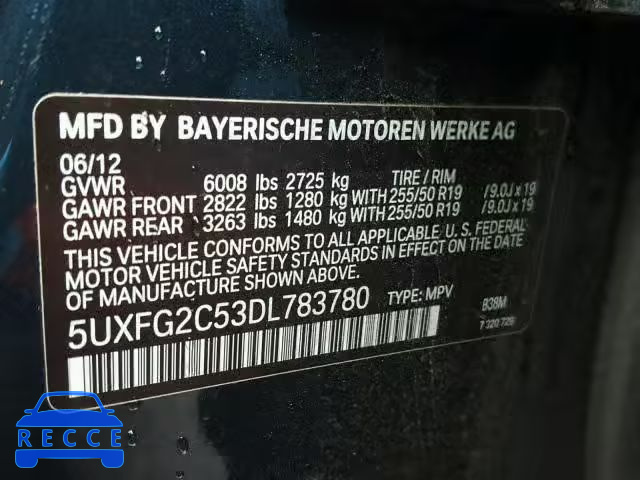 MFD BY BAYERISCHE MOTOREN WERKE AG
06/12
GVWR 6008 lbs 2725 kg TIRE / RIM
GAWR FRONT 2822 lbs 1280 kg WITH 255/50 R19 / 9.0J x 19
GAWR REAR 3263 lbs 1480 kg WITH 255/50 R19 / 9.0J x 19
THIS VEHICLE CONFORMS TO ALL APPLICABLE U. S. FEDERAL
MOTOR VEHICLE SAFETY STANDARDS IN EFFECT ON THE DATE
OF MANUFACTURE SHOWN ABOVE.
5UXFG2C53DL783780 TYPE: MPV B38M
RECCE